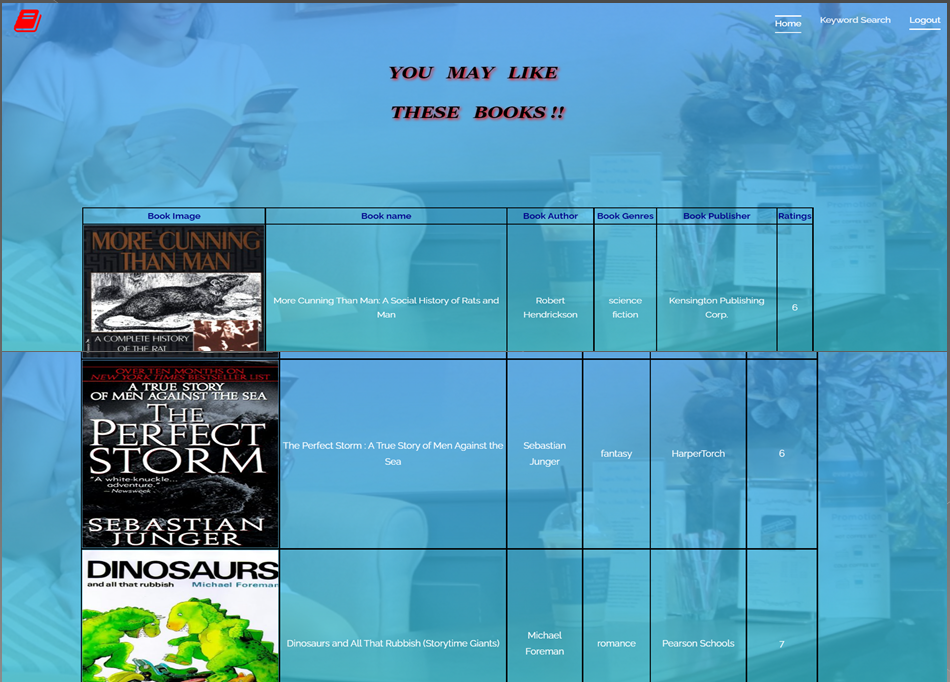 Home Keyword Search Logout
YOU MAY LIKE
THESE BOOKS !!
Book Image Book name Book Author Book Genres Book Publisher Ratings
MORE CUNNING
THAN MAN
A COMPLETE HISTORY
OF THE RAT
More Cunning Than Man: A Social History of Rats and
Man
Robert
Hendrickson
science
fiction
Kensington Publishing
Corp.
6
OVER TEN MONTHS ON
NEW YORK TIMES BESTSELLER LIST
A TRUE STORY
OF MEN AGAINST THE SEA
THE
PERFECT
STORM
"A white-knuckle...
adventure."
– Newsweek
SEBASTIAN
JUNGER
The Perfect Storm : A True Story of Men Against the
Sea
Sebastian
Junger
fantasy
HarperTorch
6
DINOSAURS
and all that rubbish Michael Foreman
Dinosaurs and All That Rubbish (Storytime Giants)
Michael
Foreman
romance
Pearson Schools
7